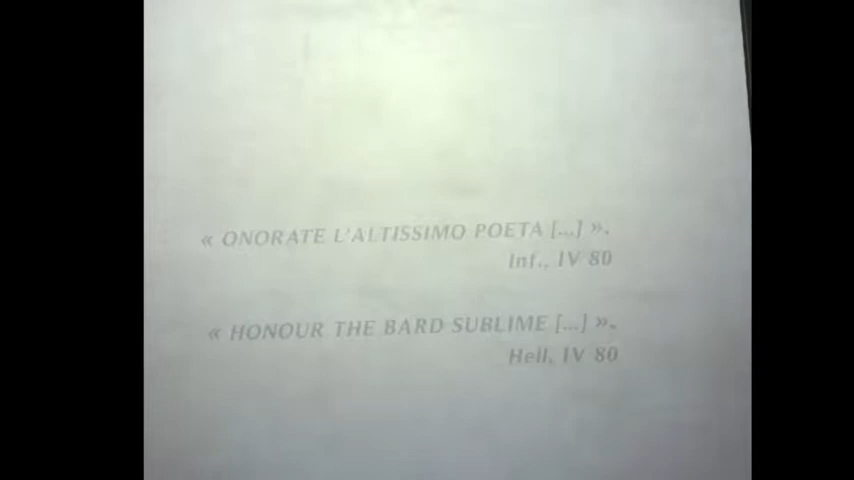 « ONORATE L'ALTISSIMO POETA [...] ».
Inf., IV 80
« HONOUR THE BARD SUBLIME [...] ».
Hell, IV 80